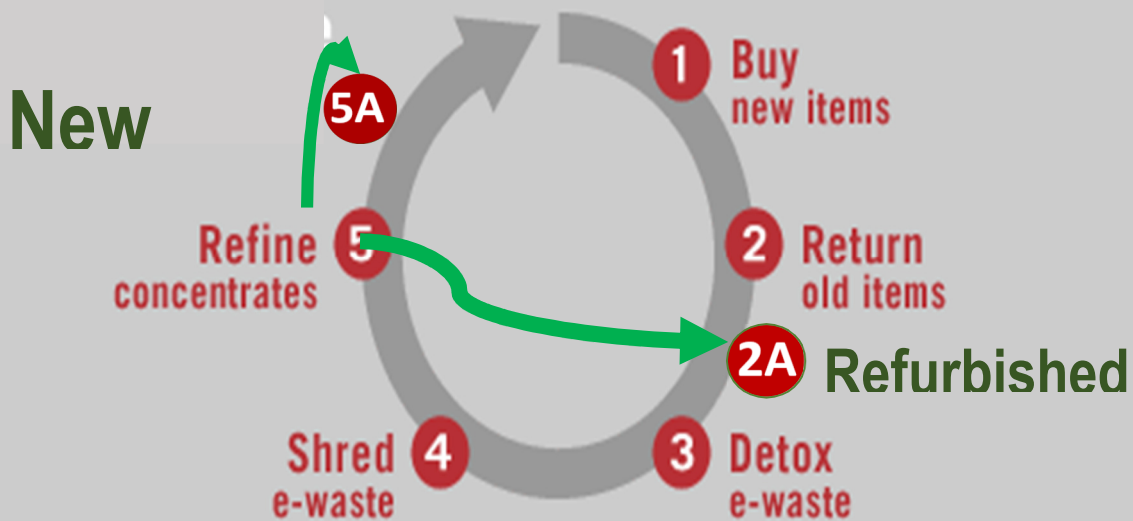 1
Buy
new items
5A
New
2
Return
old items
5
Refine
concentrates
2A
Refurbished
3
Detox
e-waste
4
Shred
e-waste